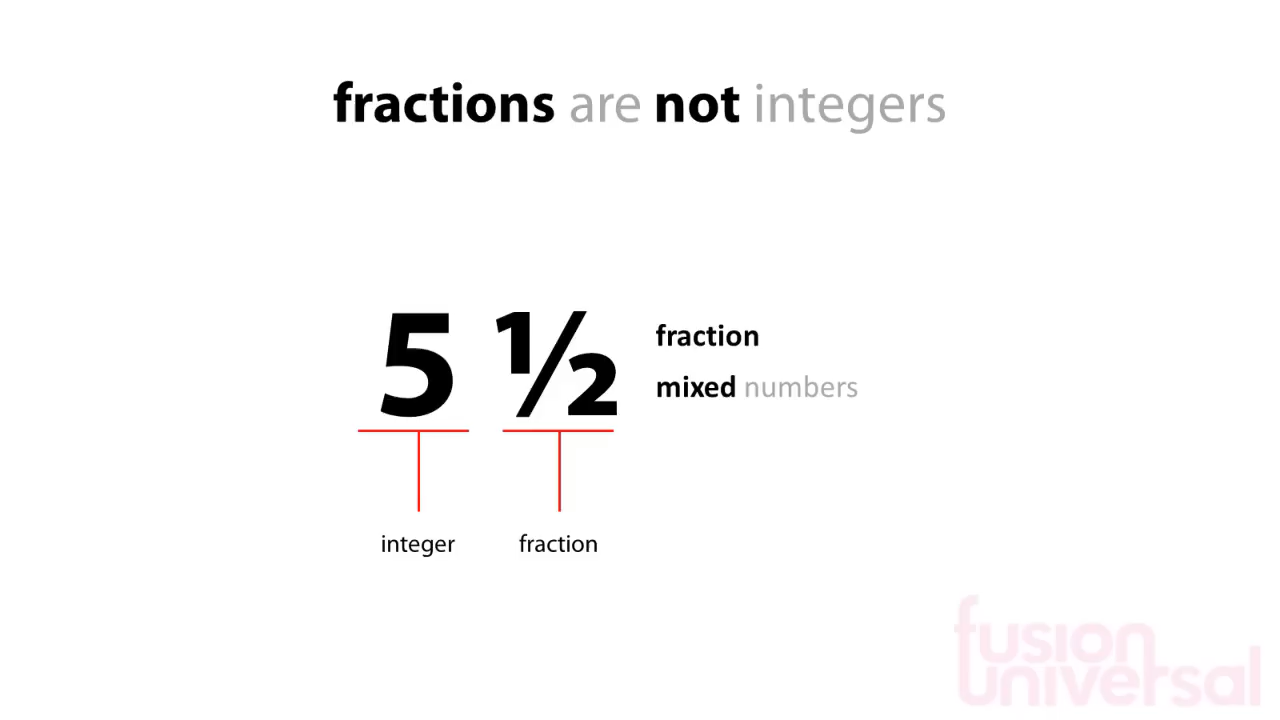 fractions are not integers
5 ½
fraction
mixed numbers
integer
fraction
fusion
universal